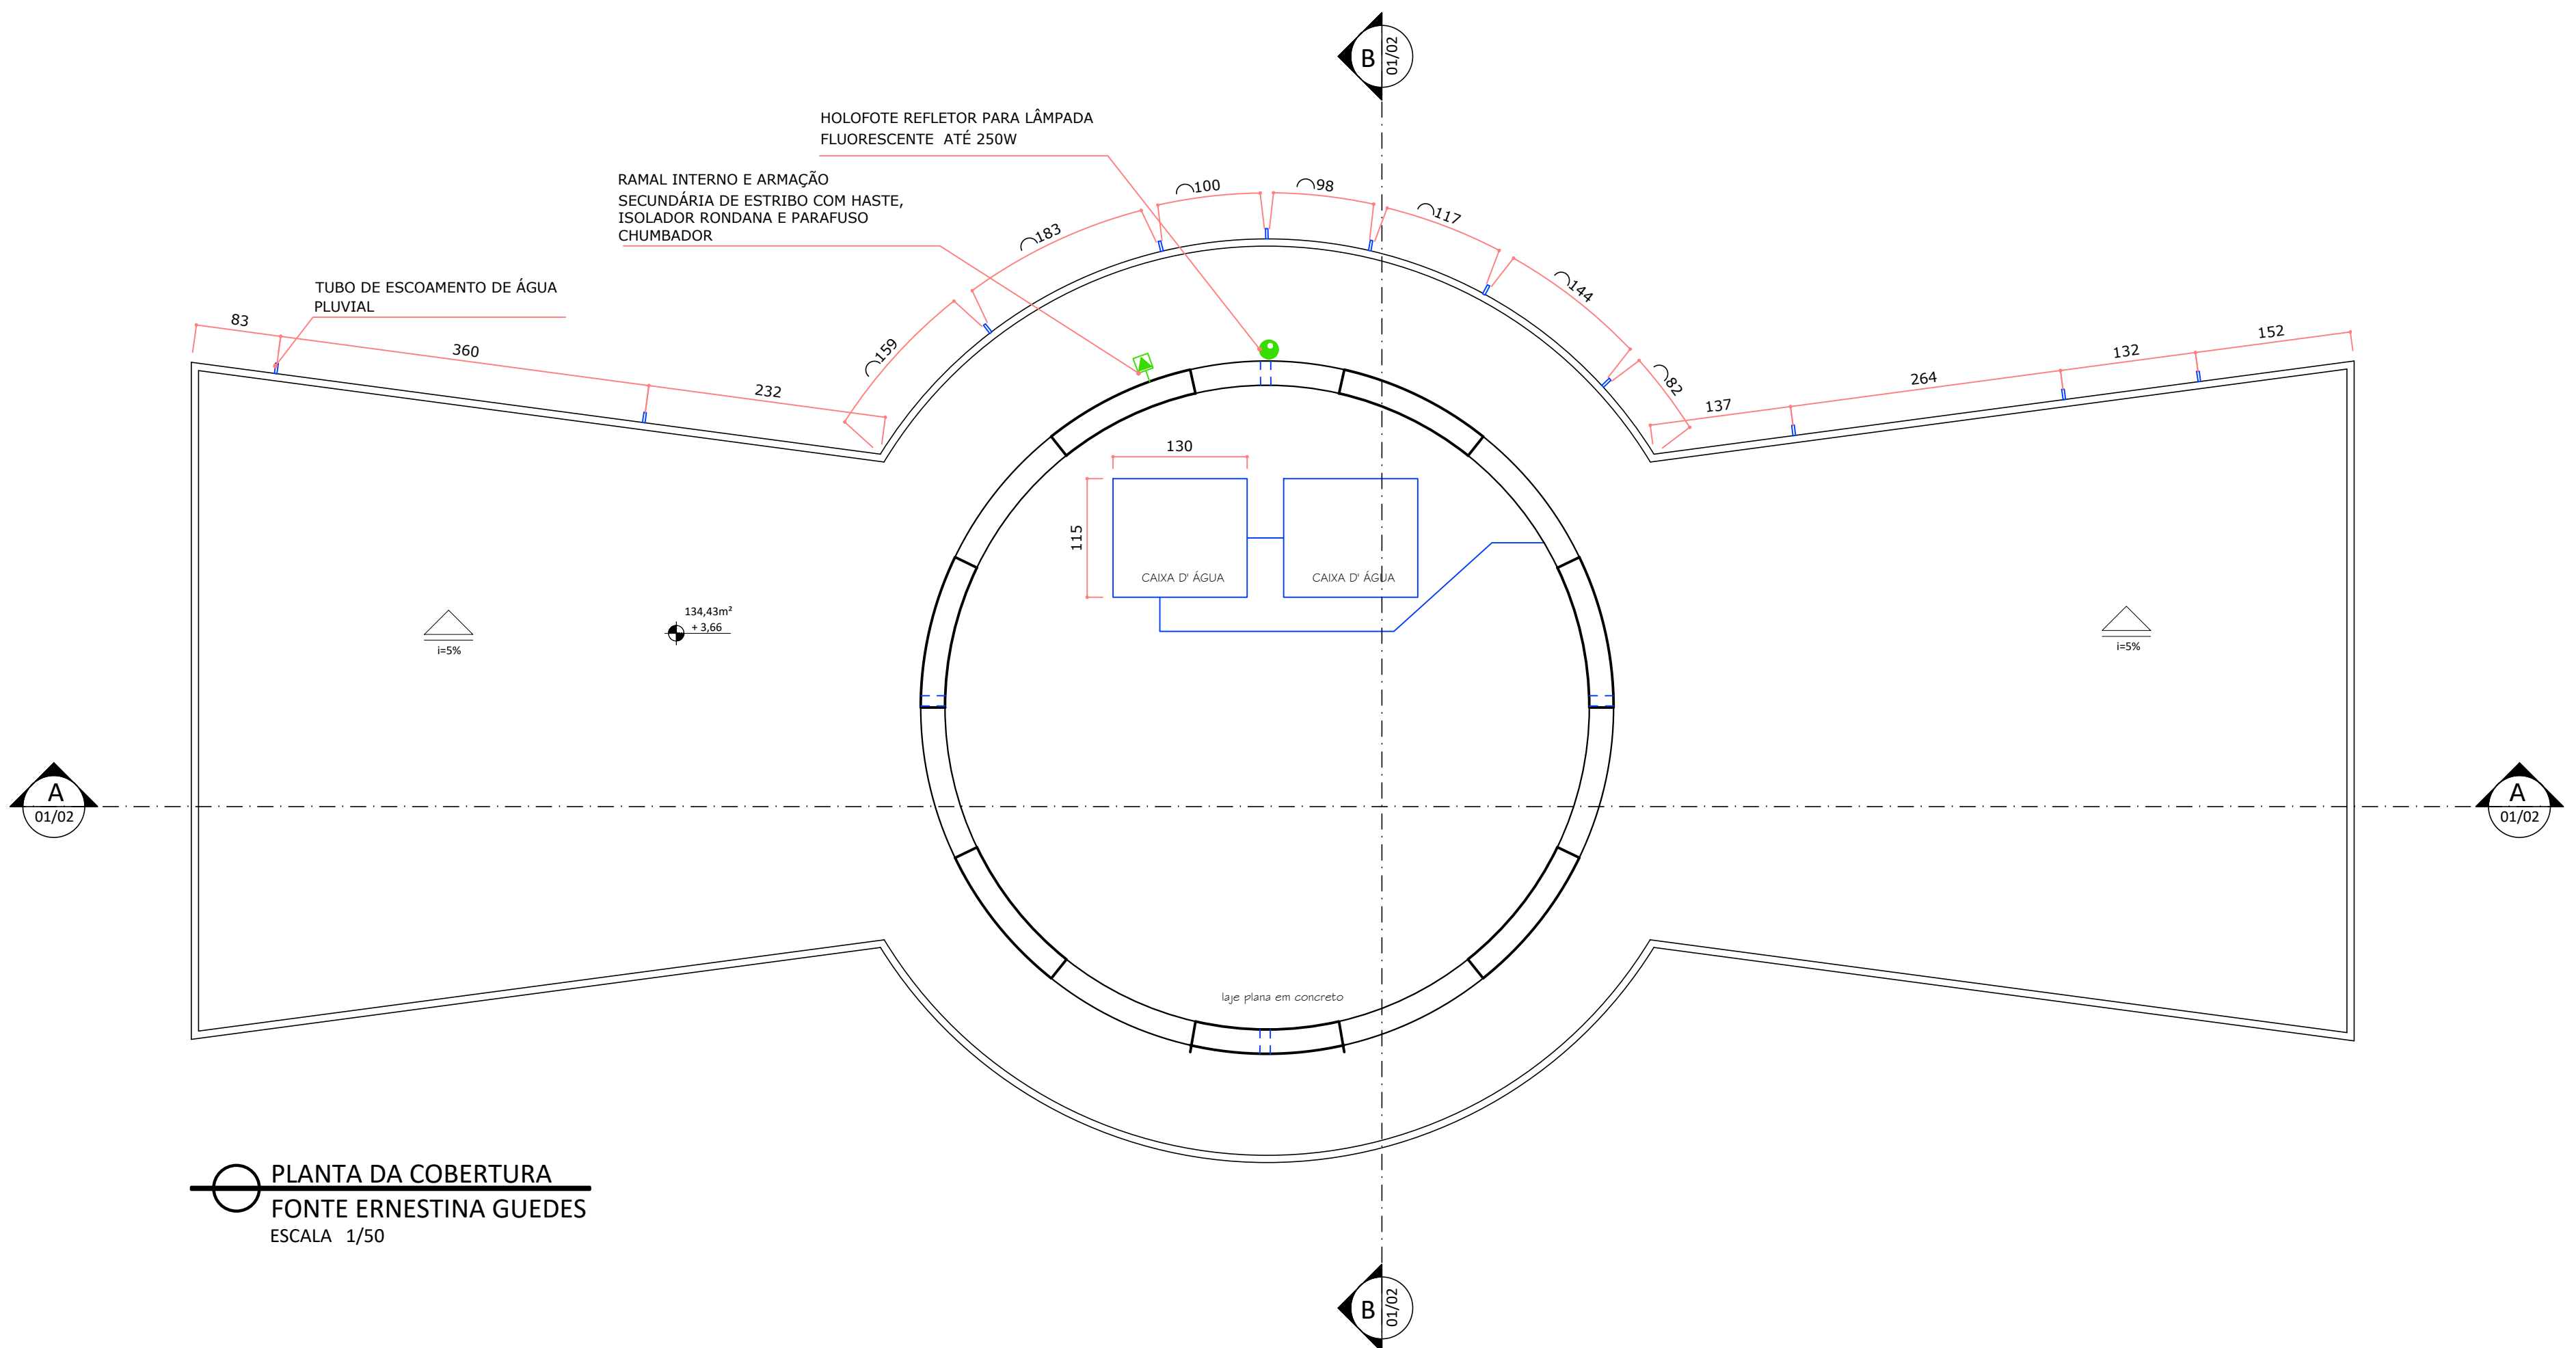 B
01/02
HOLOFOTE REFLETOR PARA LÂMPADA
FLUORESCENTE ATÉ 250W
RAMAL INTERNO E ARMAÇÃO
SECUNDÁRIA DE ESTRIBO COM HASTE,
ISOLADOR RONDANA E PARAFUSO
CHUMBADOR
TUBO DE ESCOAMENTO DE ÁGUA
PLUVIAL
83
360
232
159
183
100
98
117
144
82
137
264
132
152
130
115
CAIXA D' ÁGUA
CAIXA D' ÁGUA
134,43m²
+ 3,66
i=5%
i=5%
A
01/02
A
01/02
laje plana em concreto
PLANTA DA COBERTURA
FONTE ERNESTINA GUEDES
ESCALA 1/50
B
01/02